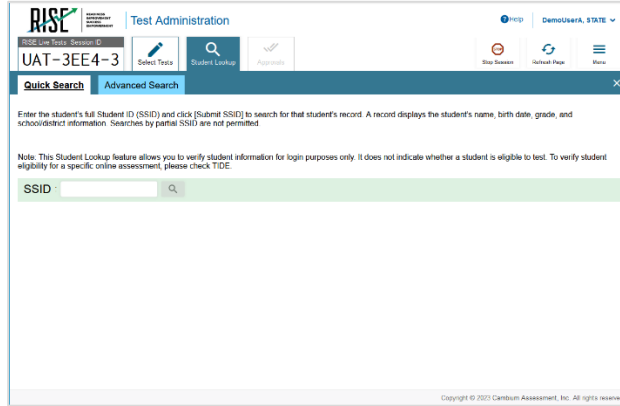 RISE
READINESS
IMPROVEMENT
SUCCESS
EMPOWERMENT
Test Administration
Help
DemoUserA, STATE
RISE Live Tests Session ID
UAT-3EE4-3
Select Tests
Student Lookup
Approvals
Stop Session
Refresh Page
Menu
Quick Search
Advanced Search
Enter the student's full Student ID (SSID) and click [Submit SSID] to search for that student's record. A record displays the student's name, birth date, grade, and
school/district information. Searches by partial SSID are not permitted.
Note: This Student Lookup feature allows you to verify student information for login purposes only. It does not indicate whether a student is eligible to test. To verify student
eligibility for a specific online assessment, please check TIDE.
SSID
Copyright © 2023 Cambium Assessment, Inc. All rights reserve